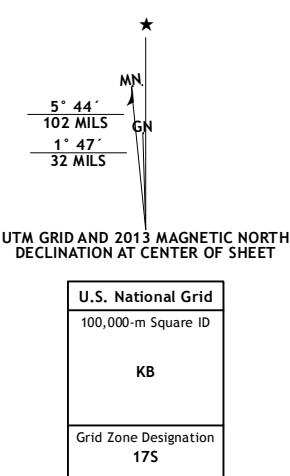 ★
MN.
5° 44´
102 MILS
GN
1° 47´
32 MILS
UTM GRID AND 2013 MAGNETIC NORTH
DECLINATION AT CENTER OF SHEET
U.S. National Grid
100,000-m Square ID
KB
Grid Zone Designation
17S